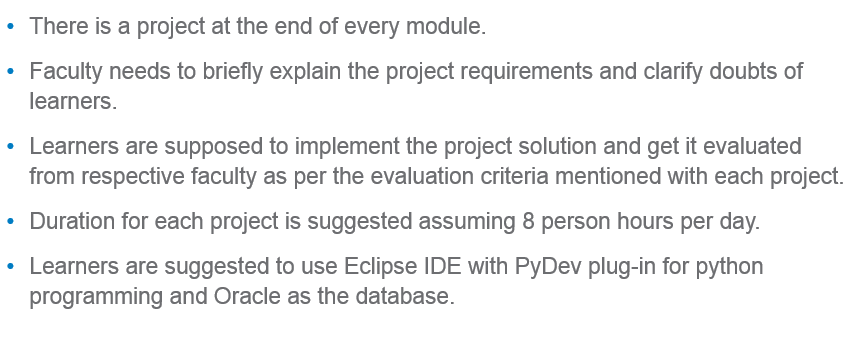 • There is a project at the end of every module.
• Faculty needs to briefly explain the project requirements and clarify doubts of
learners.
• Learners are supposed to implement the project solution and get it evaluated
from respective faculty as per the evaluation criteria mentioned with each project.
• Duration for each project is suggested assuming 8 person hours per day.
• Learners are suggested to use Eclipse IDE with PyDev plug-in for python
programming and Oracle as the database.